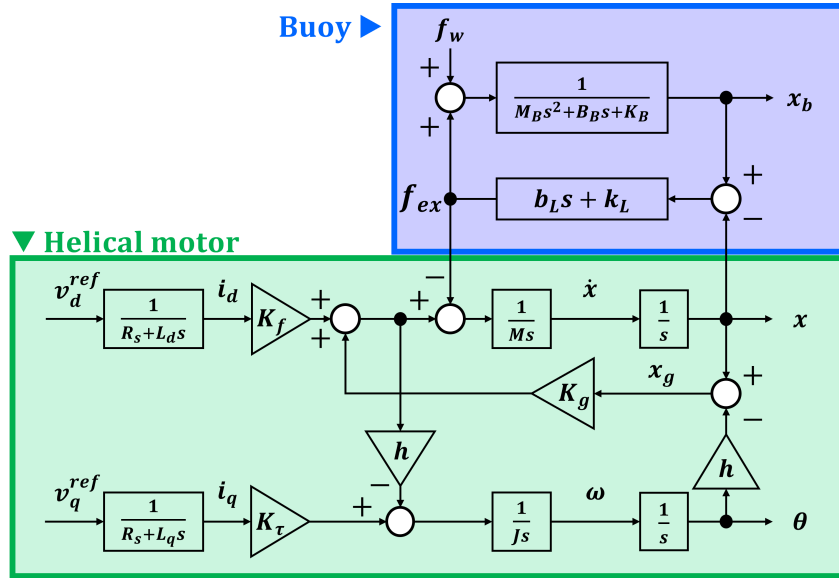 Buoy ▶
f_w
+
+
1
M_B s² + B_B s + K_B
x_b
f_ex
b_L s + k_L
+
−
▼ Helical motor
v_d^ref
1
R_s + L_d s
i_d
K_f
+
+
+
−
1
Ms
ẋ
1
s
x
K_g
x_g
+
−
h
h
v_q^ref
1
R_s + L_q s
i_q
K_τ
+
−
1
Js
ω
1
s
θ